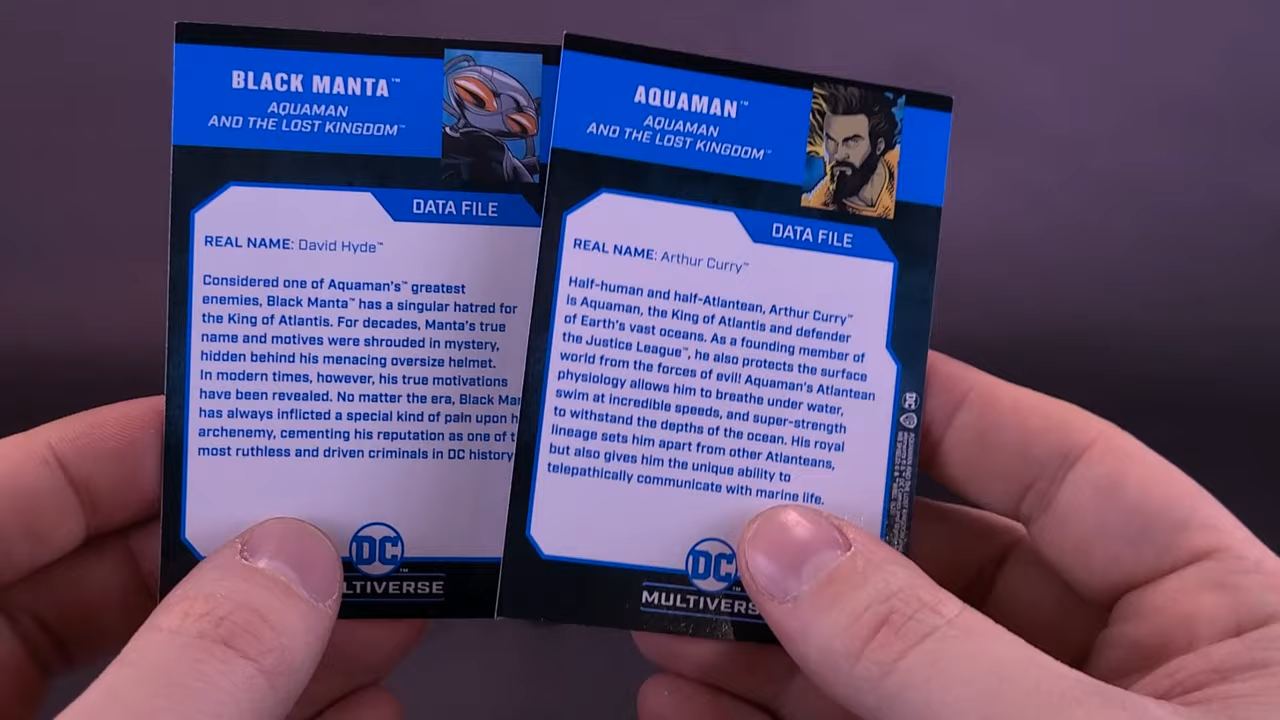 BLACK MANTA™
AQUAMAN
AND THE LOST KINGDOM™
DATA FILE
REAL NAME: David Hyde™
Considered one of Aquaman's™ greatest
enemies, Black Manta™ has a singular hatred for
the King of Atlantis. For decades, Manta's true
name and motives were shrouded in mystery,
hidden behind his menacing oversize helmet.
In modern times, however, his true motivations
have been revealed. No matter the era, Black Ma
has always inflicted a special kind of pain upon h
archenemy, cementing his reputation as one of t
most ruthless and driven criminals in DC history
DC™
LTIVERSE
AQUAMAN™
AQUAMAN
AND THE LOST KINGDOM™
DATA FILE
REAL NAME: Arthur Curry™
Half-human and half-Atlantean, Arthur Curry™
is Aquaman, the King of Atlantis and defender
of Earth's vast oceans. As a founding member of
the Justice League™, he also protects the surface
world from the forces of evil! Aquaman's Atlantean
physiology allows him to breathe under water,
swim at incredible speeds, and super-strength
to withstand the depths of the ocean. His royal
lineage sets him apart from other Atlanteans,
but also gives him the unique ability to
telepathically communicate with marine life.
DC™
MULTIVERS
DC